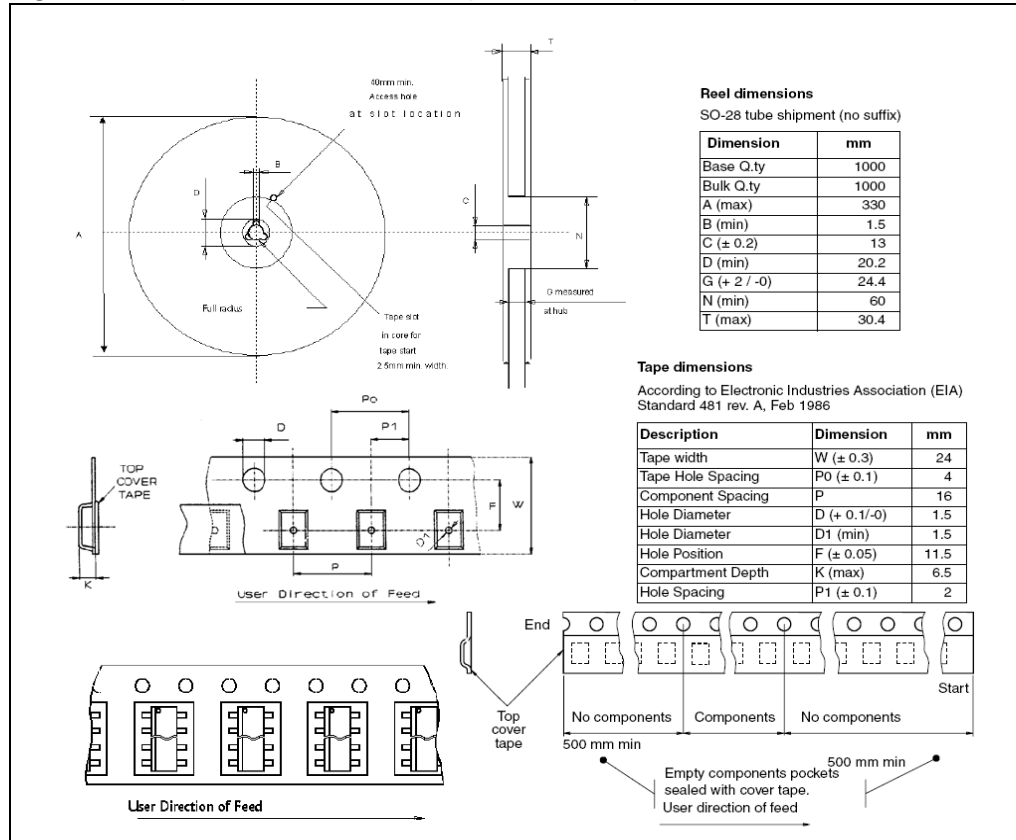 T
40mm min.
Access hole
at slot location
B
D
A
C
N
Full radius
Tape slot
in core for
tape start
2.5mm min. width.
G measured
at hub
Reel dimensions
SO-28 tube shipment (no suffix)
Dimension mm
Base Q.ty 1000
Bulk Q.ty 1000
A (max) 330
B (min) 1.5
C (± 0.2) 13
D (min) 20.2
G (+ 2 / -0) 24.4
N (min) 60
T (max) 30.4
Tape dimensions
According to Electronic Industries Association (EIA)
Standard 481 rev. A, Feb 1986
Description Dimension mm
Tape width W (± 0.3) 24
Tape Hole Spacing P0 (± 0.1) 4
Component Spacing P 16
Hole Diameter D (+ 0.1/-0) 1.5
Hole Diameter D1 (min) 1.5
Hole Position F (± 0.05) 11.5
Compartment Depth K (max) 6.5
Hole Spacing P1 (± 0.1) 2
Po
D
P1
TOP
COVER
TAPE
F
W
D1
K
P
User Direction of Feed
End
Start
Top
cover
tape
No components
Components
No components
500 mm min
500 mm min
Empty components pockets
sealed with cover tape.
User direction of feed
User Direction of Feed